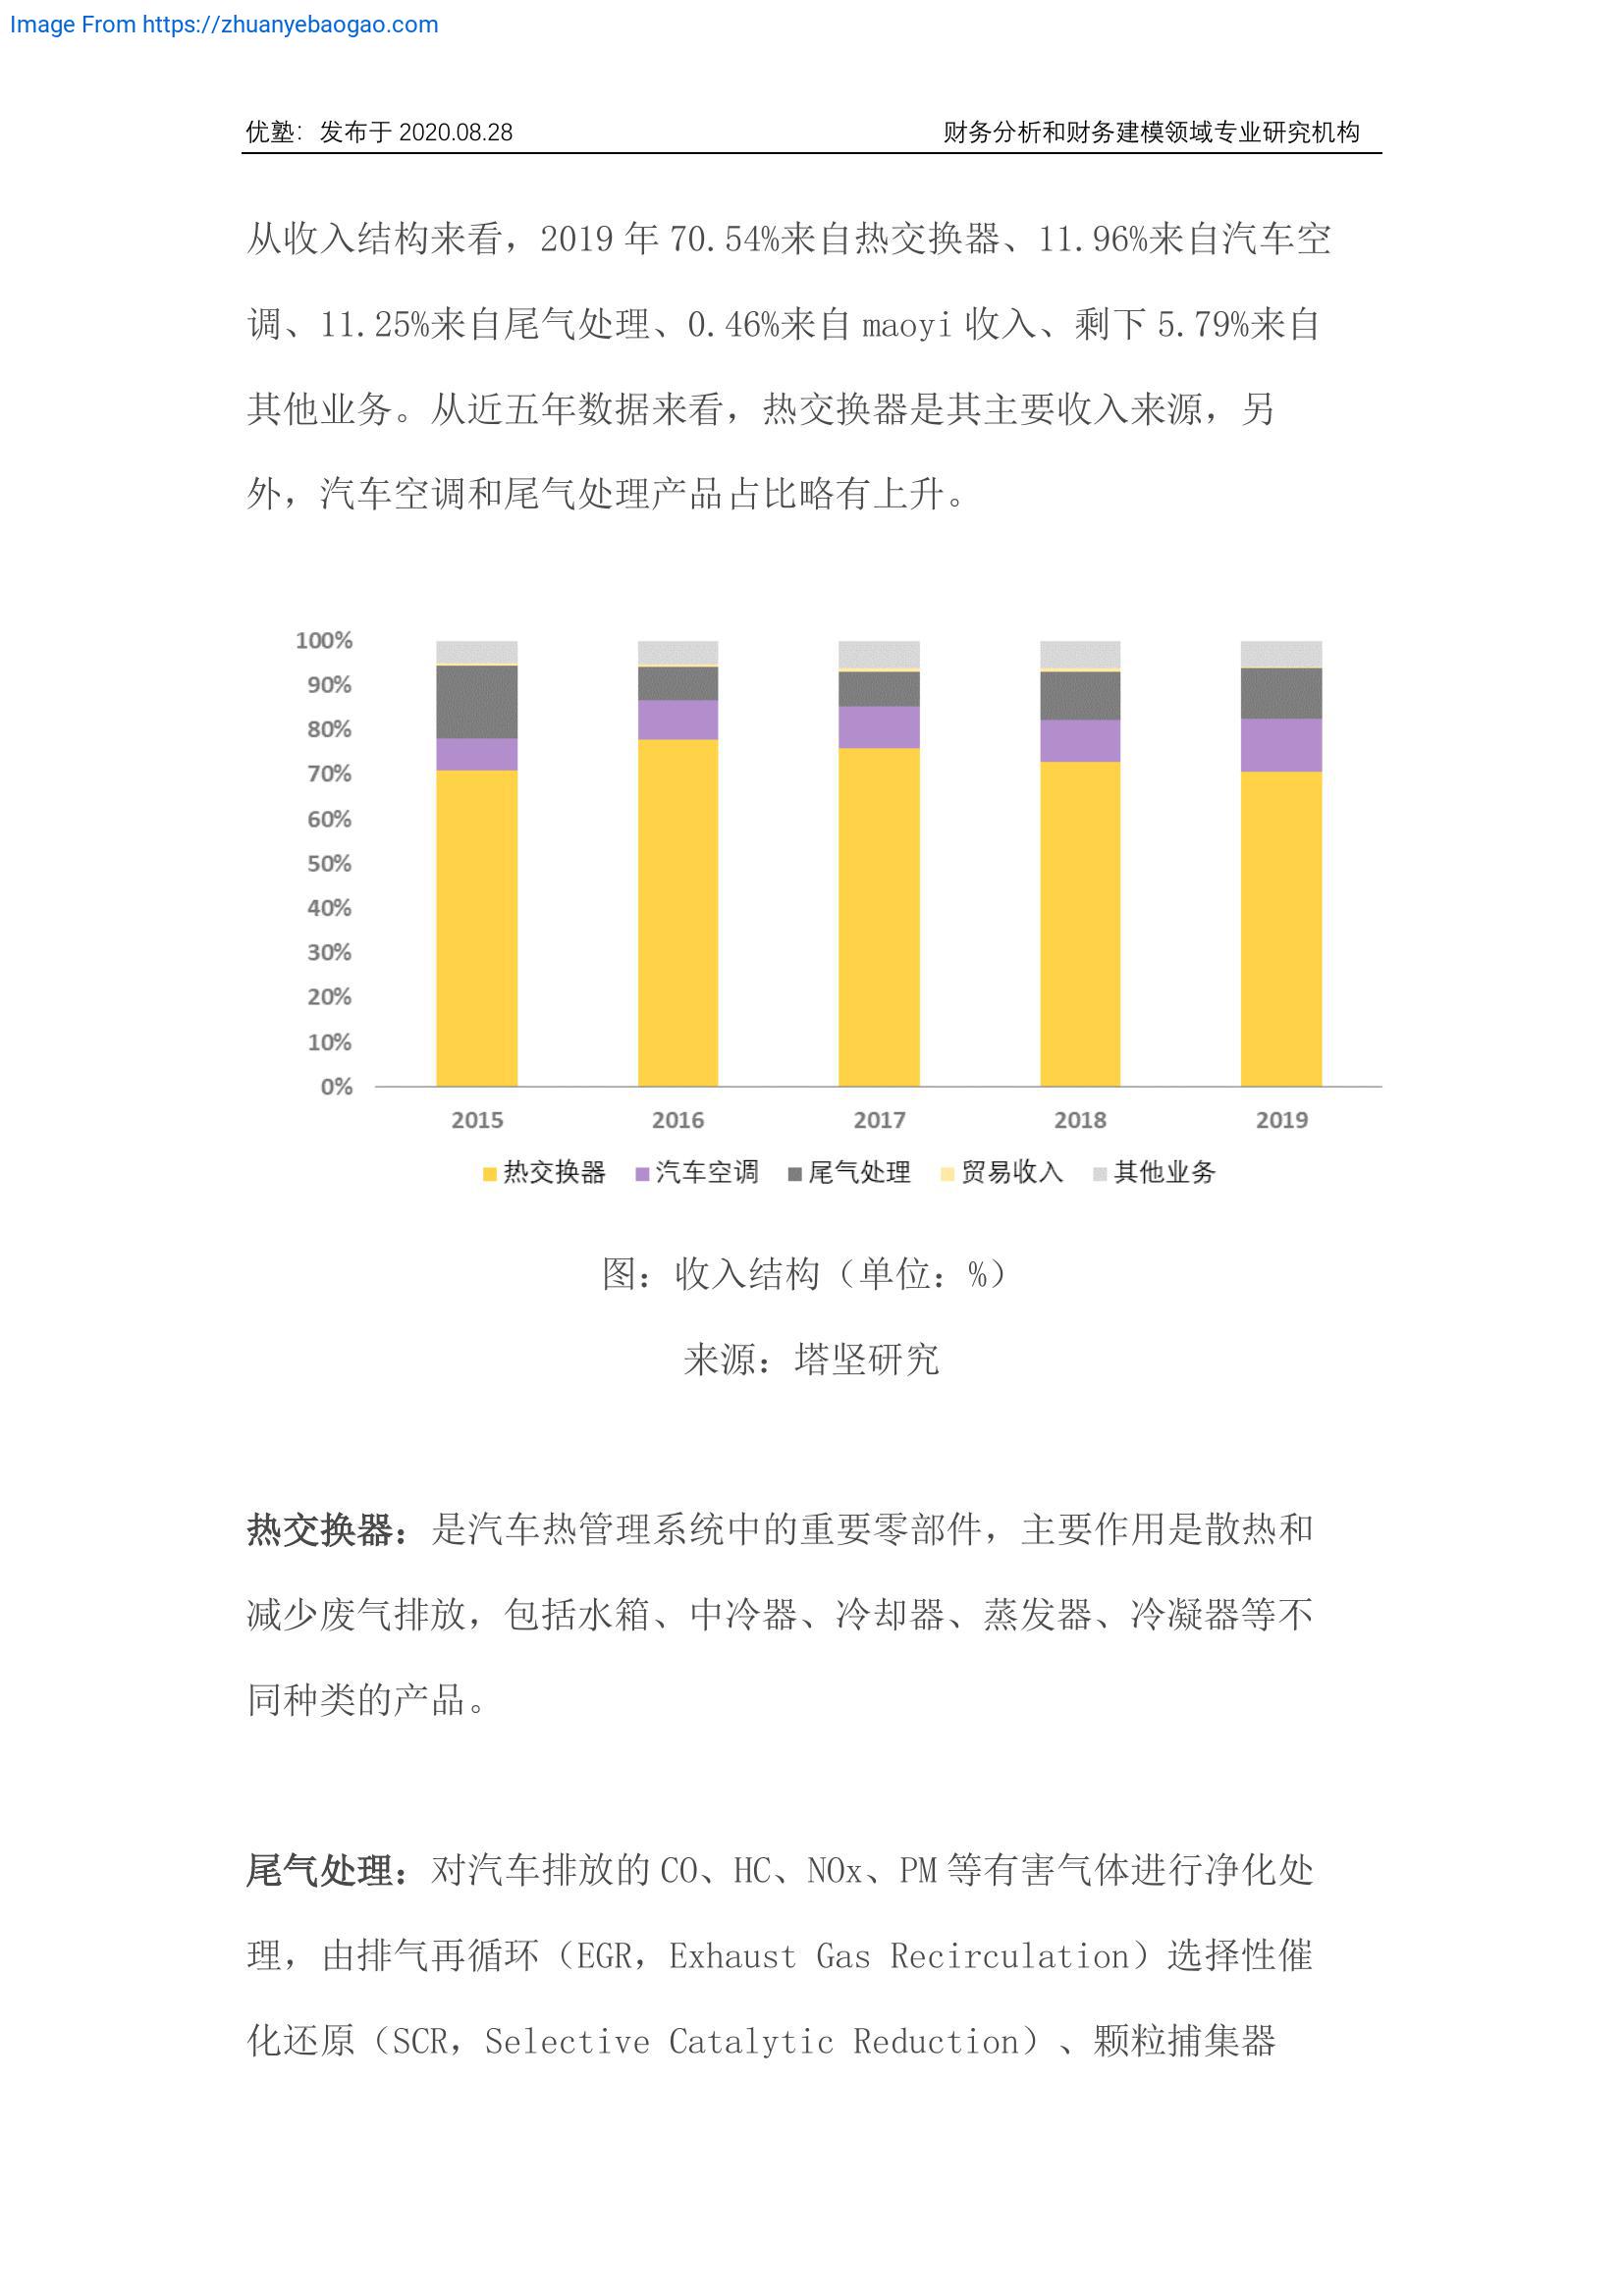 Image From https://zhuanyebaogao.com
优塾：发布于 2020.08.28
财务分析和财务建模领域专业研究机构
从收入结构来看，2019 年 70.54%来自热交换器、11.96%来自汽车空
调、11.25%来自尾气处理、0.46%来自 maoyi 收入、剩下 5.79%来自
其他业务。从近五年数据来看，热交换器是其主要收入来源，另
外，汽车空调和尾气处理产品占比略有上升。
100%
90%
80%
70%
60%
50%
40%
30%
20%
10%
0%
2015 2016 2017 2018 2019
热交换器 汽车空调 尾气处理 贸易收入 其他业务
图：收入结构（单位：%）
来源：塔坚研究
热交换器：是汽车热管理系统中的重要零部件，主要作用是散热和
减少废气排放，包括水箱、中冷器、冷却器、蒸发器、冷凝器等不
同种类的产品。
尾气处理：对汽车排放的 CO、HC、NOx、PM 等有害气体进行净化处
理，由排气再循环（EGR，Exhaust Gas Recirculation）选择性催
化还原（SCR，Selective Catalytic Reduction）、颗粒捕集器